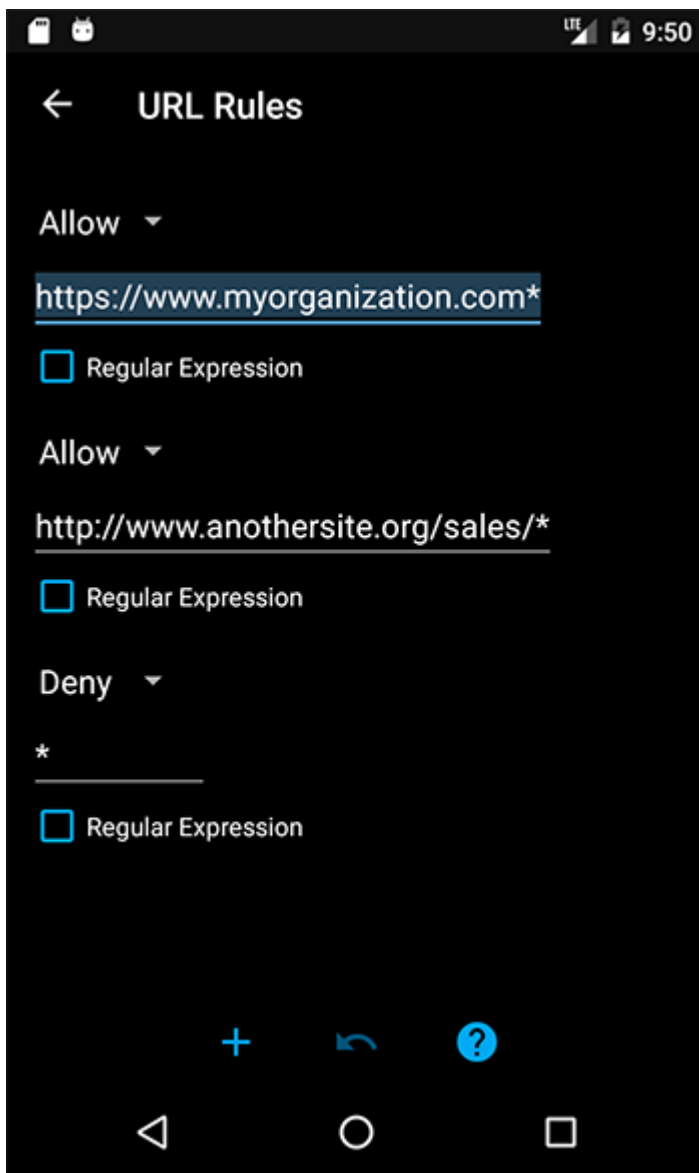 LTE 9:50
URL Rules
Allow
https://www.myorganization.com*
Regular Expression
Allow
http://www.anothersite.org/sales/*
Regular Expression
Deny
*
Regular Expression
+ ?